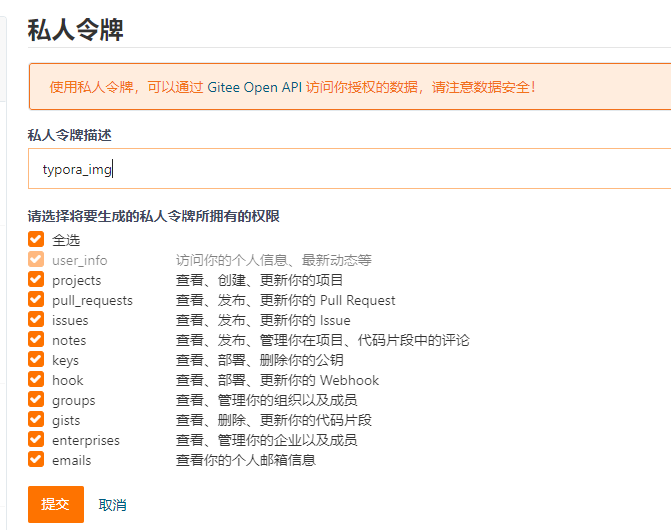 私人令牌
使用私人令牌，可以通过 Gitee Open API 访问你授权的数据，请注意数据安全！
私人令牌描述
typora_img
请选择将要生成的私人令牌所拥有的权限
全选
user_info 访问你的个人信息、最新动态等
projects 查看、创建、更新你的项目
pull_requests 查看、发布、更新你的 Pull Request
issues 查看、发布、更新你的 Issue
notes 查看、发布、管理你在项目、代码片段中的评论
keys 查看、部署、删除你的公钥
hook 查看、部署、更新你的 Webhook
groups 查看、管理你的组织以及成员
gists 查看、删除、更新你的代码片段
enterprises 查看、管理你的企业以及成员
emails 查看你的个人邮箱信息
提交 取消